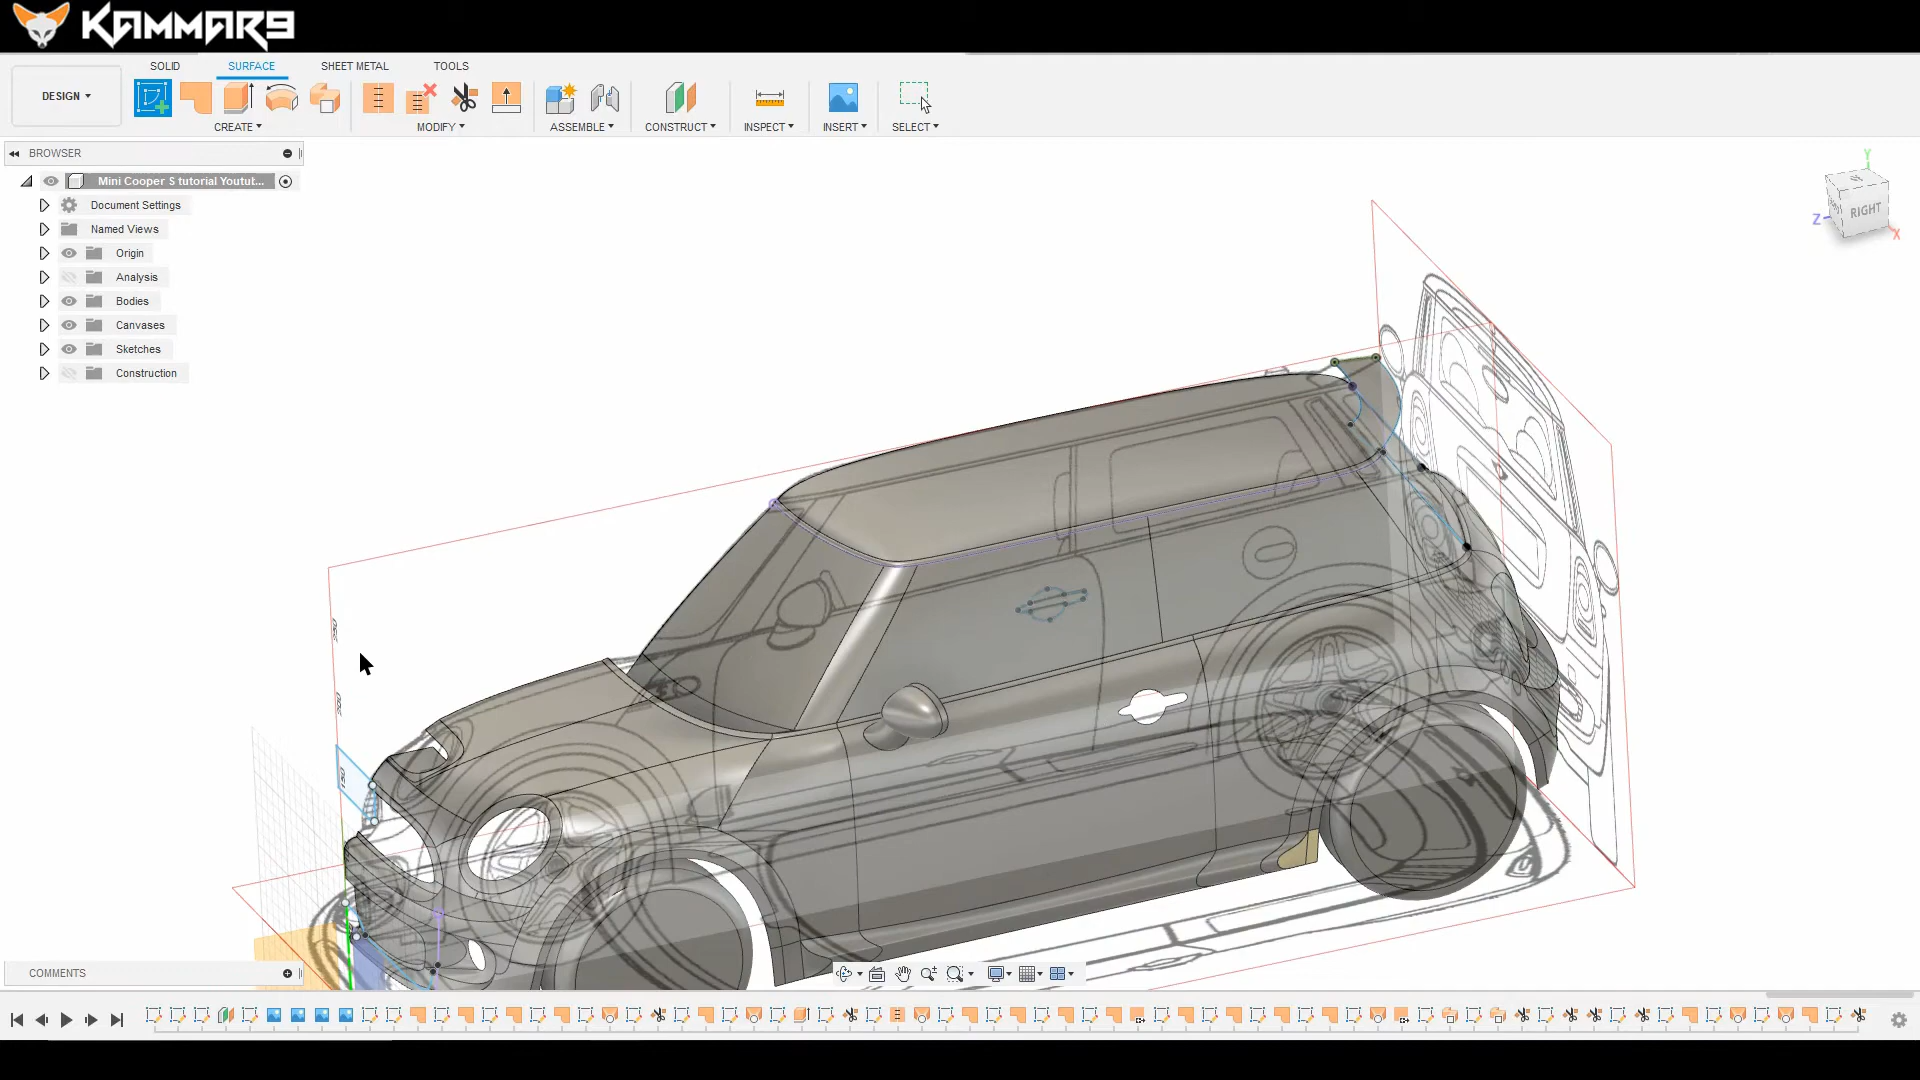 KAMMAR9
SOLID SURFACE SHEET METAL TOOLS
DESIGN
CREATE MODIFY ASSEMBLE CONSTRUCT INSPECT INSERT SELECT
BROWSER
Mini Cooper S tutorial Youtut...
Document Settings
Named Views
Origin
Analysis
Bodies
Canvases
Sketches
Construction
Y
RIGHT
Z
X
COMMENTS